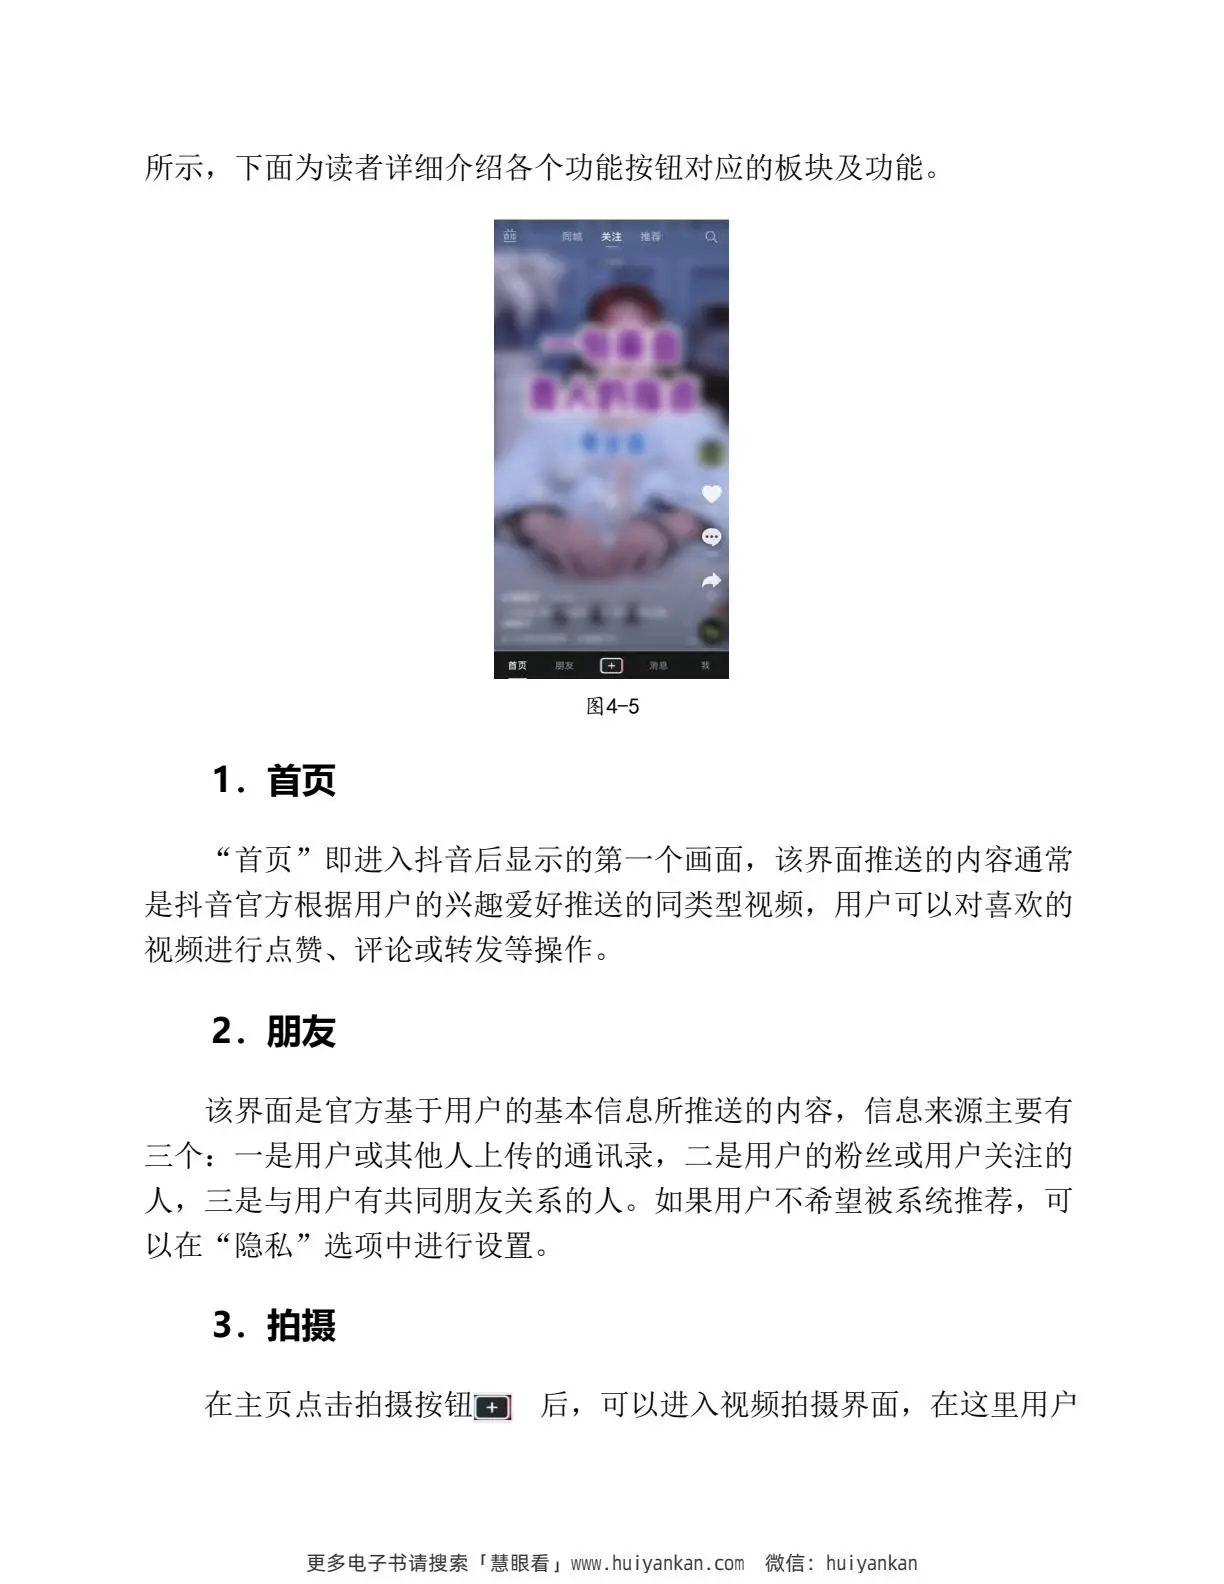 所示，下面为读者详细介绍各个功能按钮对应的板块及功能。
直播 同城 关注 推荐
首页 朋友 + 消息 我
图4-5
1. 首页
“首页”即进入抖音后显示的第一个画面，该界面推送的内容通常
是抖音官方根据用户的兴趣爱好推送的同类型视频，用户可以对喜欢的
视频进行点赞、评论或转发等操作。
2. 朋友
该界面是官方基于用户的基本信息所推送的内容，信息来源主要有
三个：一是用户或其他人上传的通讯录，二是用户的粉丝或用户关注的
人，三是与用户有共同朋友关系的人。如果用户不希望被系统推荐，可
以在“隐私”选项中进行设置。
3. 拍摄
在主页点击拍摄按钮+ 后，可以进入视频拍摄界面，在这里用户
更多电子书请搜索「慧眼看」www.huiyankan.com 微信：huiyankan